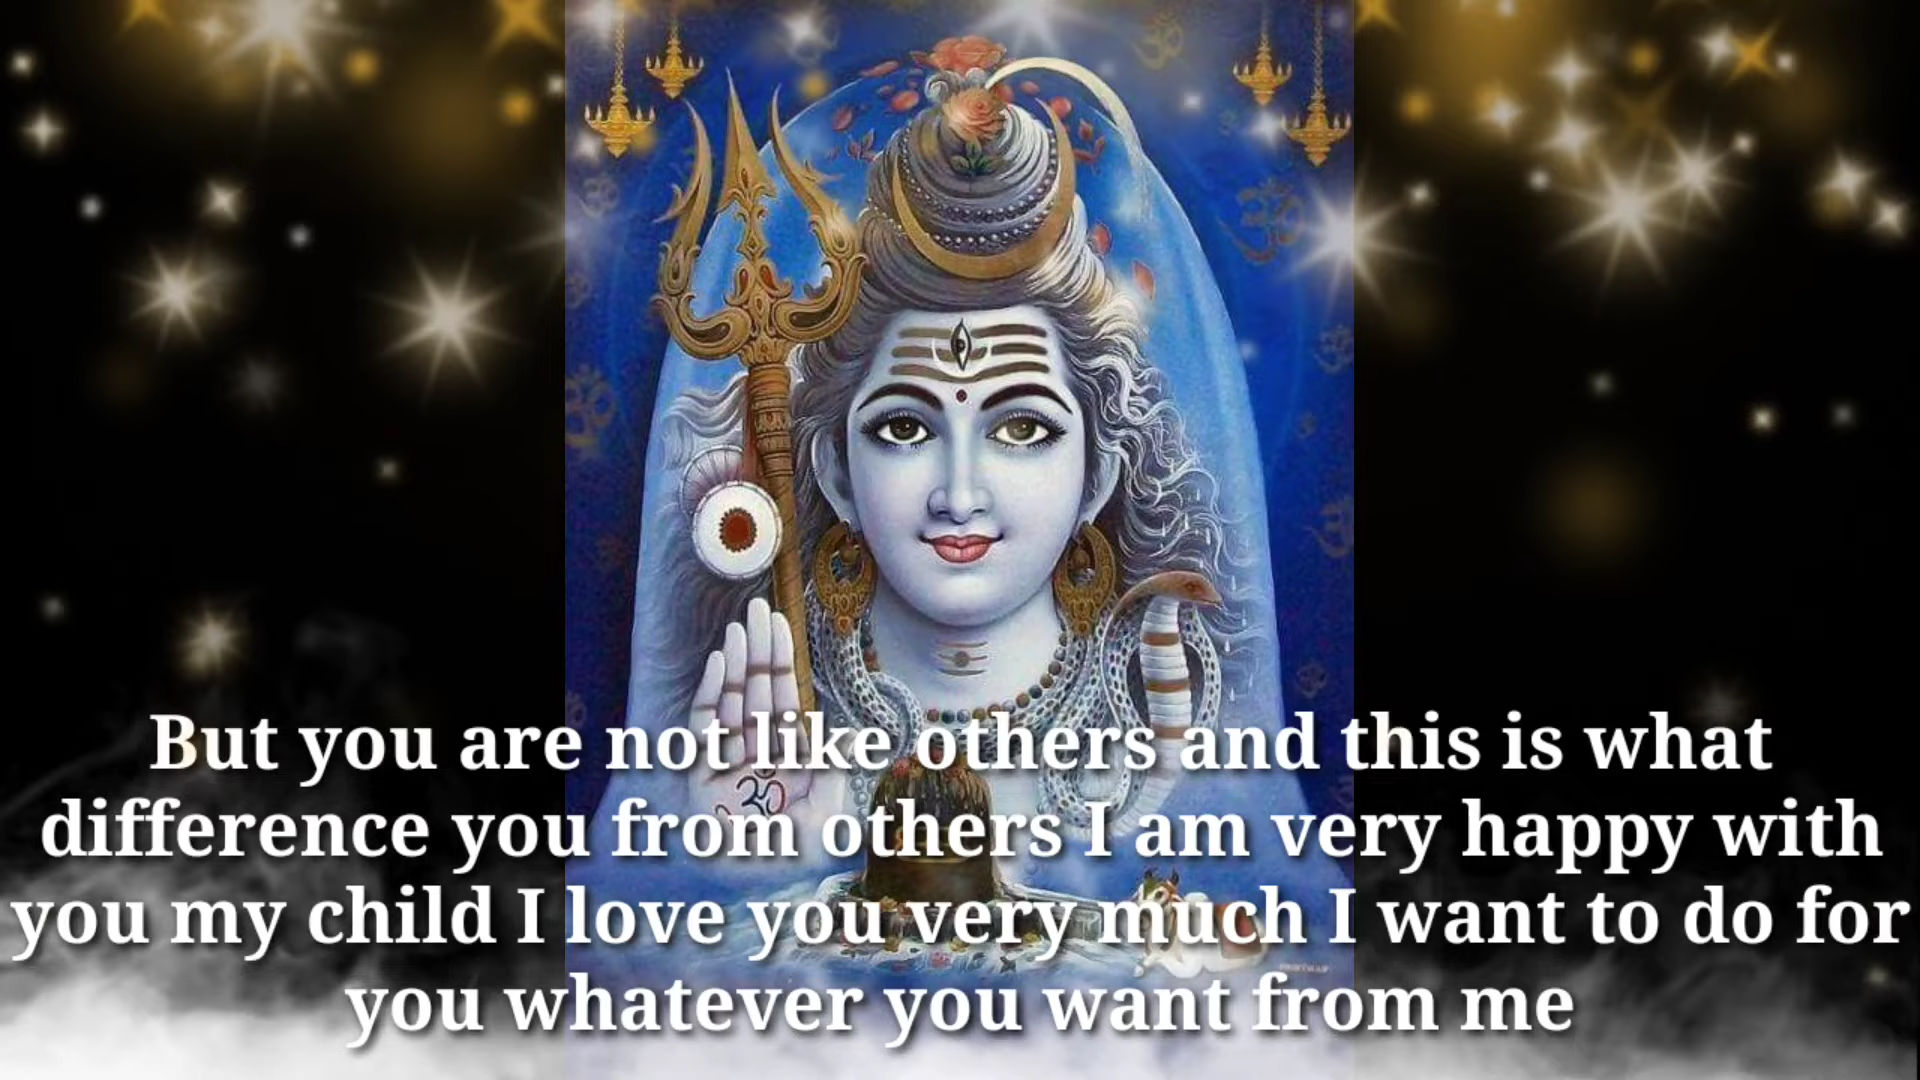 But you are not like others and this is what
difference you from others I am very happy with
you my child I love you very much I want to do for
you whatever you want from me
ॐ